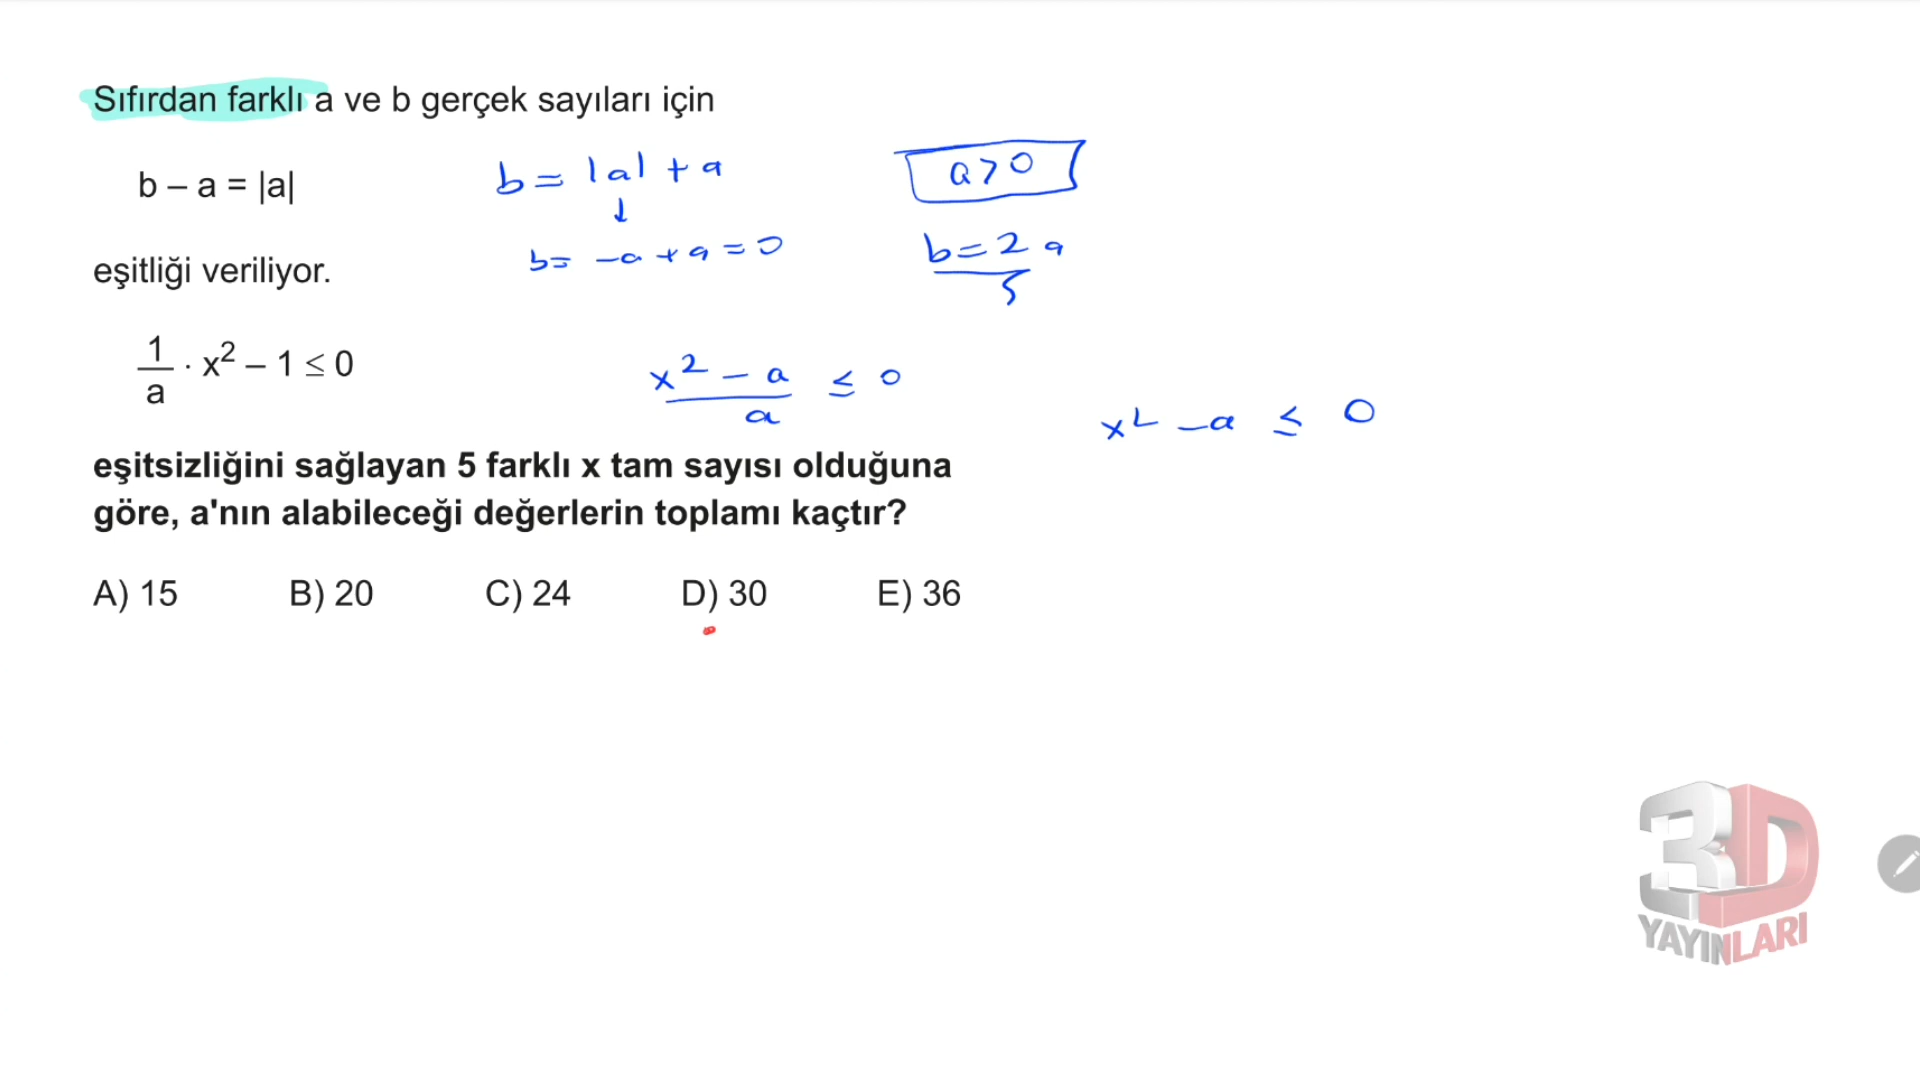 Sıfırdan farklı a ve b gerçek sayıları için
b – a = |a|
b = |a| + a
↓
b = -a + a = 0
a > 0
b = 2a
eşitliği veriliyor.
1/a · x² – 1 ≤ 0
(x² - a)/a ≤ 0
x² - a ≤ 0
eşitsizliğini sağlayan 5 farklı x tam sayısı olduğuna
göre, a'nın alabileceği değerlerin toplamı kaçtır?
A) 15 B) 20 C) 24 D) 30 E) 36
3D
YAYINLARI